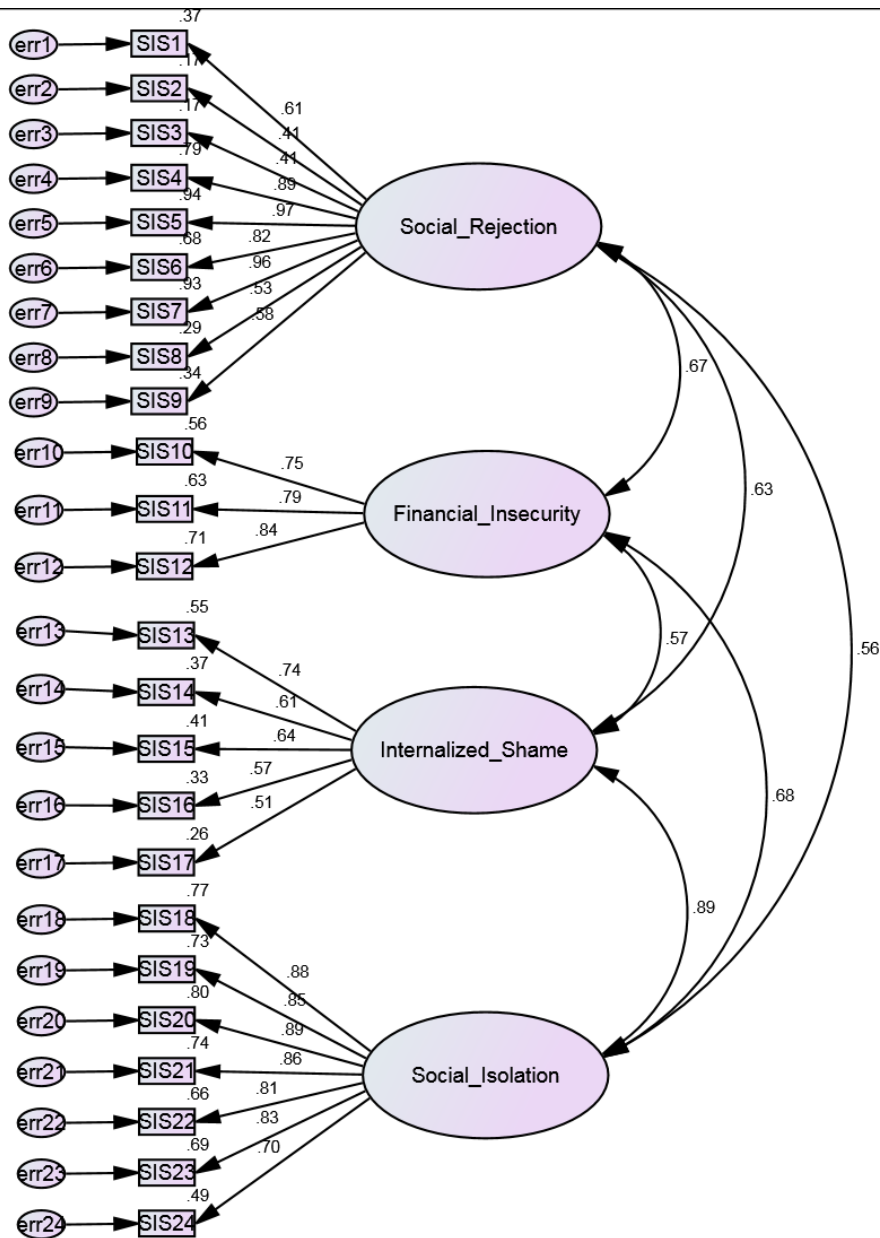 .37
err1 SIS1
.17
err2 SIS2 .61
.17
err3 SIS3 .41
.79 .41
err4 SIS4 .89
.94 .97
err5 SIS5 Social_Rejection
.68 .82
err6 SIS6 .96
.93 .53
err7 SIS7 .58
.29
err8 SIS8 .67
.34
err9 SIS9
.56
err10 SIS10 .75
.63 .79 .63
err11 SIS11 Financial_Insecurity
.71 .84
err12 SIS12
.55
err13 SIS13 .57 .56
.37 .74
err14 SIS14 .61
.41 .64
err15 SIS15 Internalized_Shame
.33 .57
err16 SIS16 .51 .68
.26
err17 SIS17
.77
err18 SIS18 .89
.73
err19 SIS19 .88
.80 .85
err20 SIS20 .89
.74 .86
err21 SIS21 Social_Isolation
.66 .81
err22 SIS22 .83
.69 .70
err23 SIS23
.49
err24 SIS24